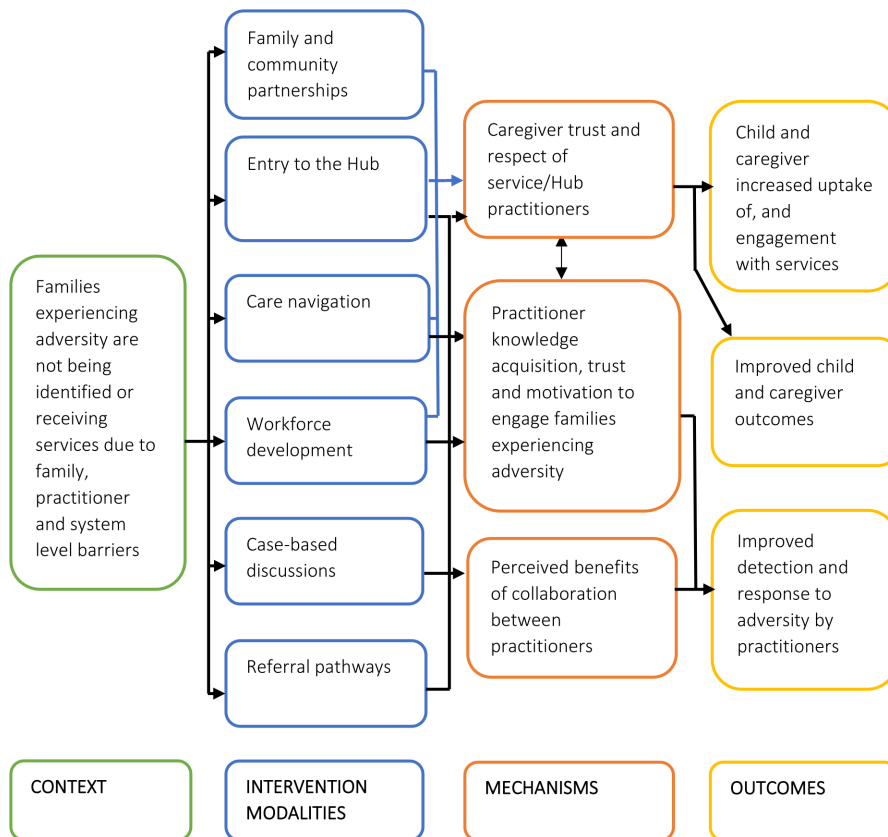 Families
experiencing
adversity are
not being
identified or
receiving
services due to
family,
practitioner
and system
level barriers
Family and
community
partnerships
Entry to the Hub
Care navigation
Workforce
development
Case-based
discussions
Referral pathways
Caregiver trust and
respect of
service/Hub
practitioners
Practitioner
knowledge
acquisition, trust
and motivation to
engage families
experiencing
adversity
Perceived benefits
of collaboration
between
practitioners
Child and
caregiver
increased uptake
of, and
engagement
with services
Improved child
and caregiver
outcomes
Improved
detection and
response to
adversity by
practitioners
CONTEXT
INTERVENTION
MODALITIES
MECHANISMS
OUTCOMES